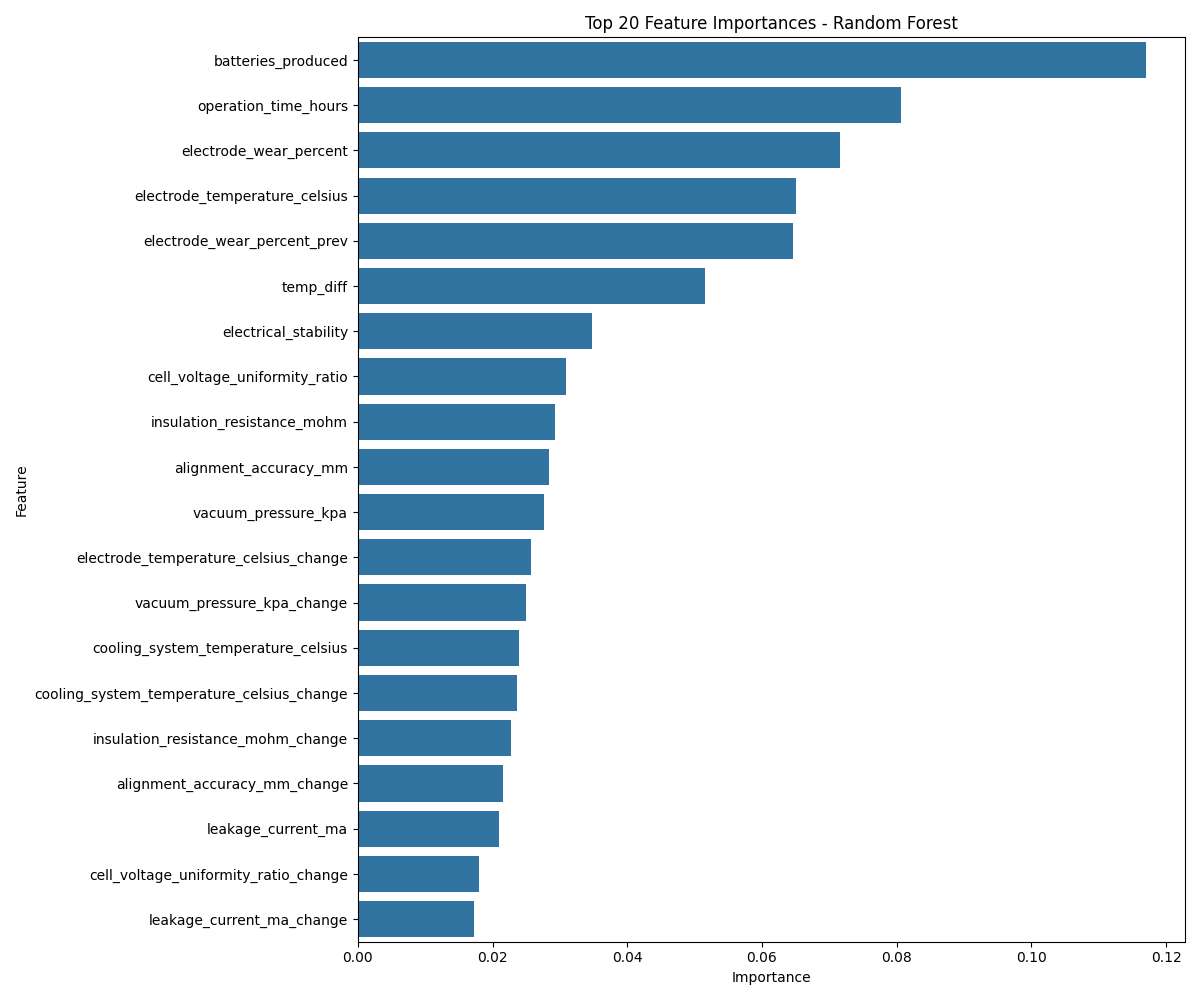 Top 20 Feature Importances - Random Forest
batteries_produced
operation_time_hours
electrode_wear_percent
electrode_temperature_celsius
electrode_wear_percent_prev
temp_diff
electrical_stability
cell_voltage_uniformity_ratio
insulation_resistance_mohm
alignment_accuracy_mm
vacuum_pressure_kpa
electrode_temperature_celsius_change
vacuum_pressure_kpa_change
cooling_system_temperature_celsius
cooling_system_temperature_celsius_change
insulation_resistance_mohm_change
alignment_accuracy_mm_change
leakage_current_ma
cell_voltage_uniformity_ratio_change
leakage_current_ma_change
Feature
0.00 0.02 0.04 0.06 0.08 0.10 0.12
Importance